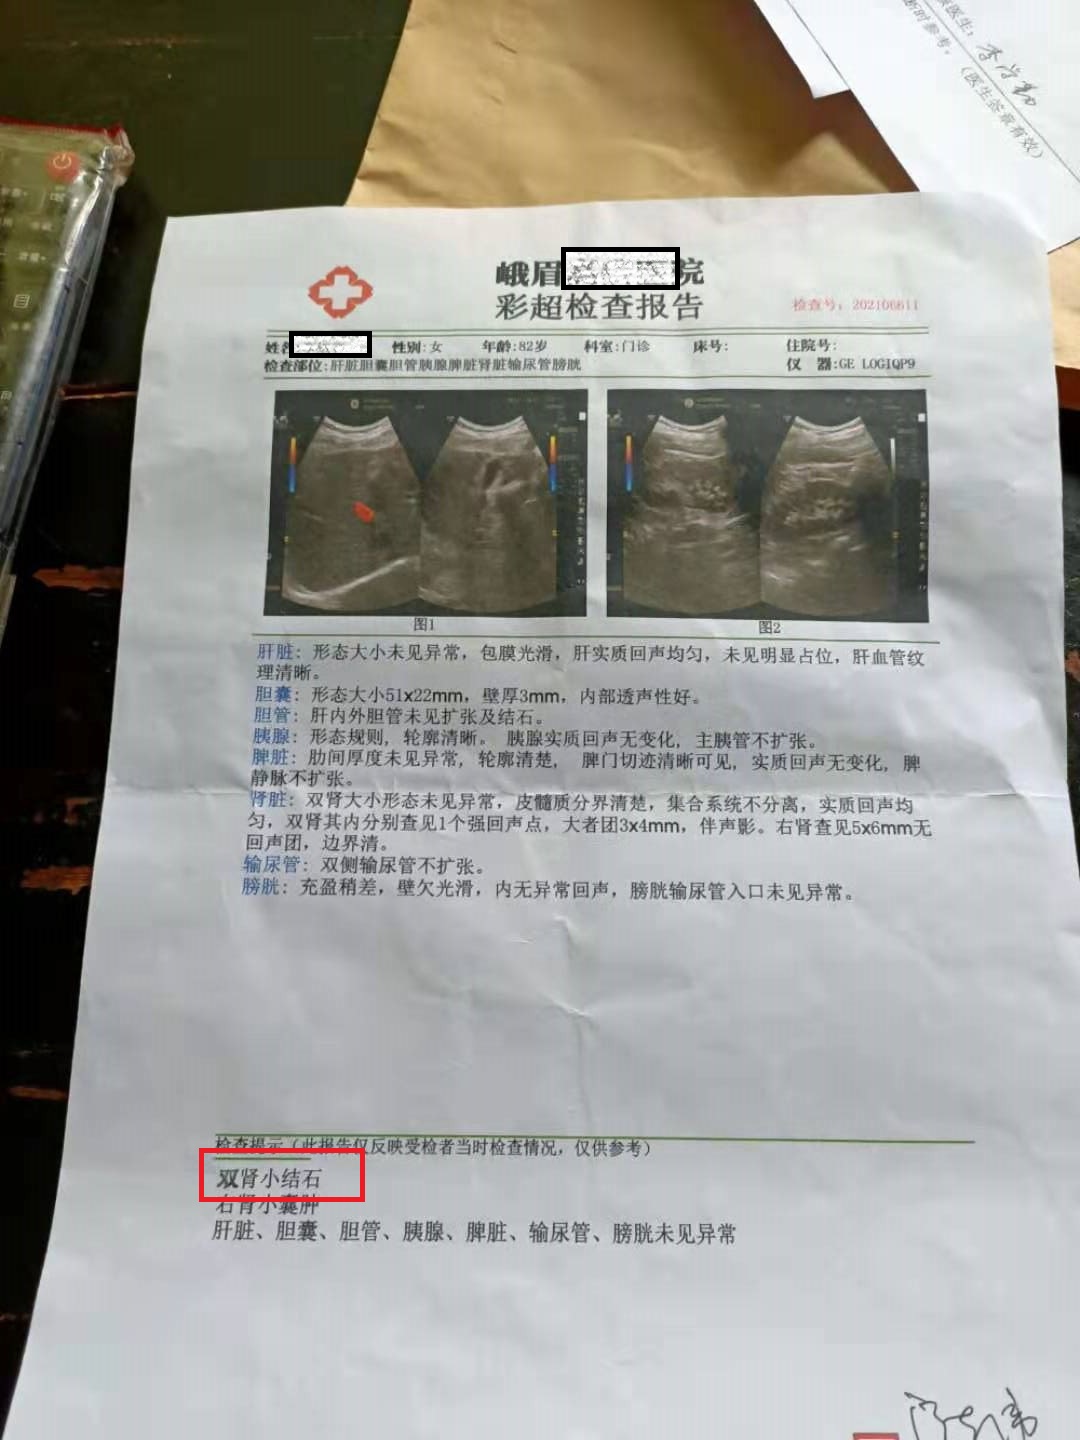 医生:
断时参考。(医生签章有效)
峨眉 院
彩超检查报告
检查号: 202106811
姓名 性别:女 年龄:82岁 科室:门诊 床号: 住院号:
检查部位:肝脏胆囊胆管胰腺脾脏肾脏输尿管膀胱 仪 器:GE LOGIQP9
图1 图2
肝脏: 形态大小未见异常, 包膜光滑, 肝实质回声均匀, 未见明显占位, 肝血管纹
理清晰。
胆囊: 形态大小51x22mm, 壁厚3mm, 内部透声性好。
胆管: 肝内外胆管未见扩张及结石。
胰腺: 形态规则, 轮廓清晰。 胰腺实质回声无变化, 主胰管不扩张。
脾脏: 肋间厚度未见异常, 轮廓清楚, 脾门切迹清晰可见, 实质回声无变化, 脾
静脉不扩张。
肾脏: 双肾大小形态未见异常, 皮髓质分界清楚, 集合系统不分离, 实质回声均
匀, 双肾其内分别查见1个强回声点, 大者团3x4mm, 伴声影。右肾查见5x6mm无
回声团, 边界清。
输尿管: 双侧输尿管不扩张。
膀胱: 充盈稍差, 壁欠光滑, 内无异常回声, 膀胱输尿管入口未见异常。
检查提示(此报告仅反映受检者当时检查情况, 仅供参考)
双肾小结石
右肾小囊肿
肝脏、胆囊、胆管、胰腺、脾脏、输尿管、膀胱未见异常